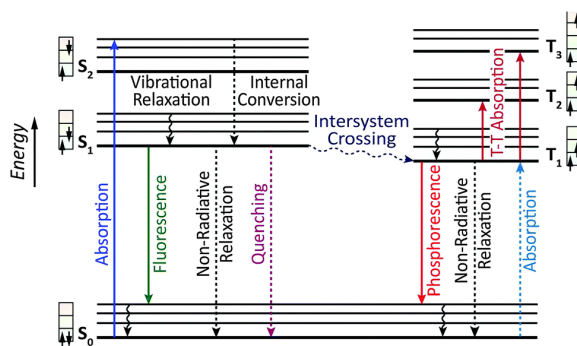 S2
T3
T2
T-T Absorption
Vibrational
Relaxation
Internal
Conversion
S1
Intersystem
Crossing
T1
Energy
Absorption
Fluorescence
Non-Radiative
Relaxation
Quenching
Phosphorescence
Non-Radiative
Relaxation
Absorption
S0